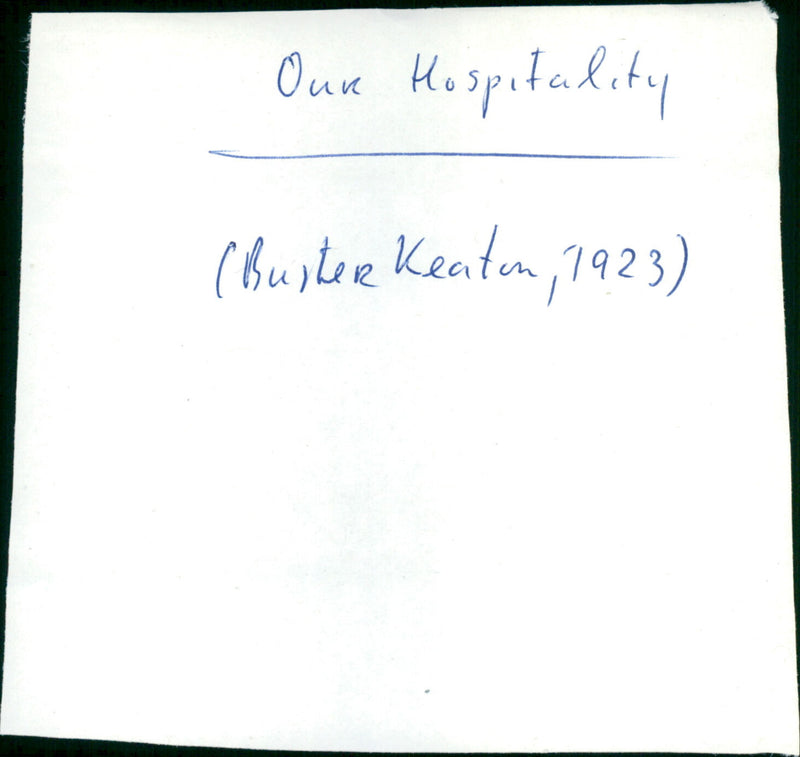 Our Hospitality
(Buster Keaton, 1923)